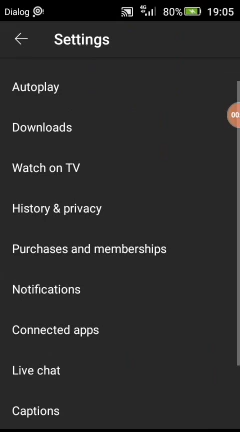 Dialog 4G 80% 19:05
Settings
Autoplay
Downloads
Watch on TV
History & privacy
Purchases and memberships
Notifications
Connected apps
Live chat
Captions